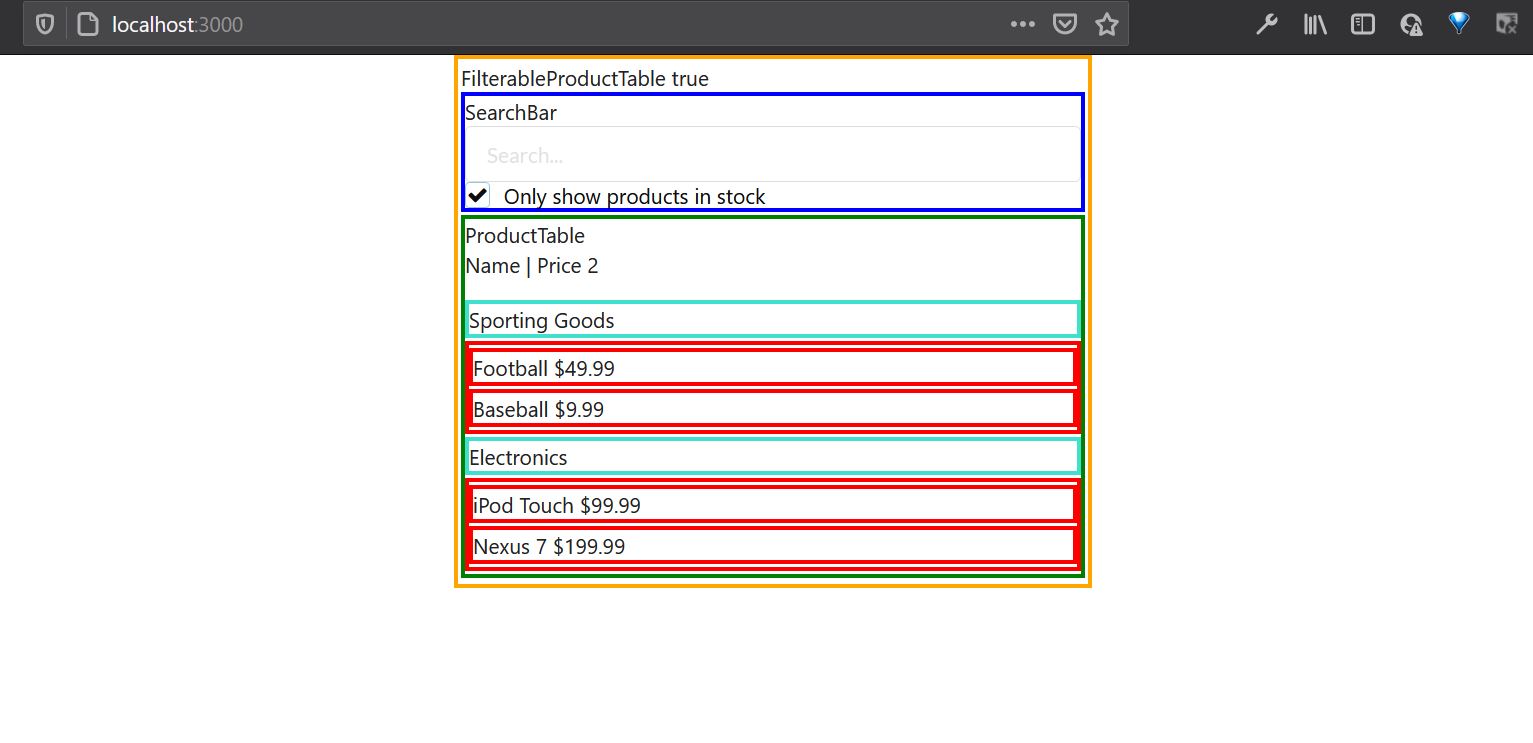 localhost:3000
FilterableProductTable true
SearchBar
Search...
Only show products in stock
ProductTable
Name | Price 2
Sporting Goods
Football $49.99
Baseball $9.99
Electronics
iPod Touch $99.99
Nexus 7 $199.99